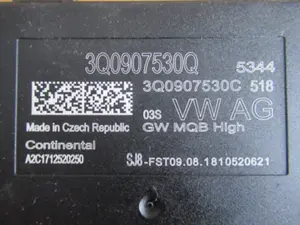 3Q0907530Q 5344
3Q0907530C 518
03S VW AG
Made in Czech Republic GW MQB High
Continental
A2C1712520250 SJ8-FST09.08.1810520621